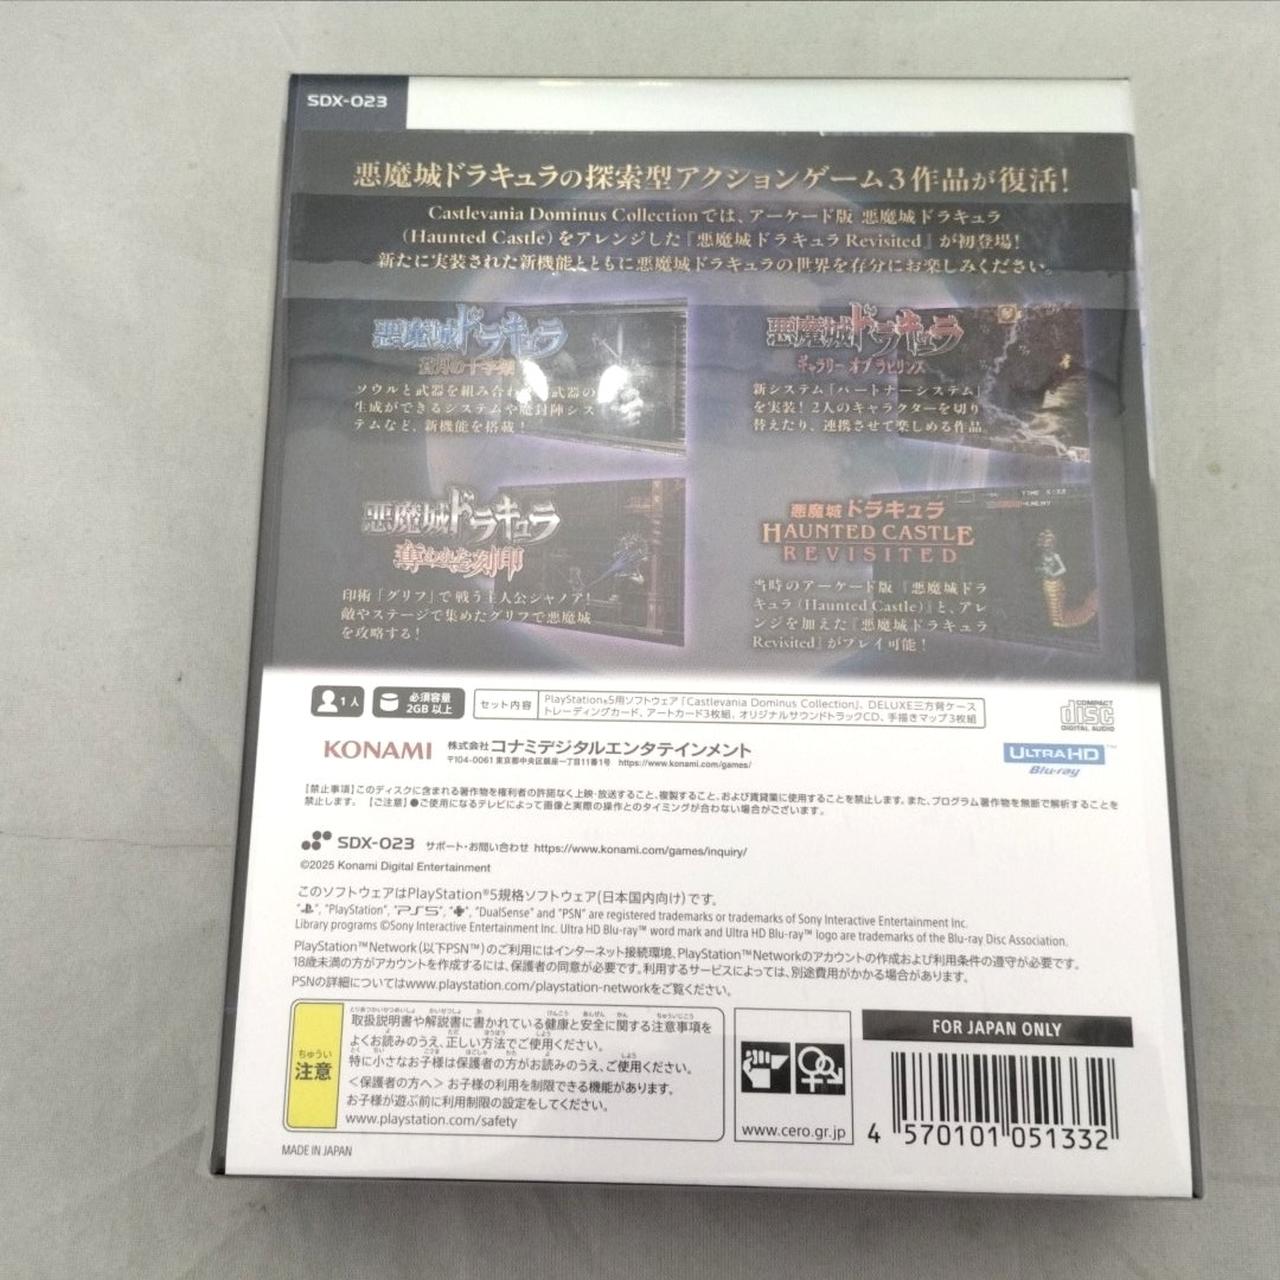 SDX-023
悪魔城ドラキュラの探索型アクションゲーム3作品が復活!
Castlevania Dominus Collectionでは、アーケード版 悪魔城ドラキュラ
(Haunted Castle)をアレンジした『悪魔城ドラキュラ Revisited』が初登場!
新たに実装された新機能とともに悪魔城ドラキュラの世界を存分にお楽しみください。
悪魔城ドラキュラ
蒼月の十字架
ソウルと武器を組み合わ 武器の
生成ができるシステムや魔封陣シス
テムなど、新機能を搭載!
悪魔城ドラキュラ
ギャラリー オブ ラビリンス
新システム「パートナーシステム」
を実装! 2人のキャラクターを切り
替えたり、連携させて楽しめる作品。
悪魔城ドラキュラ
奪われた刻印
印術「グリフ」で戦う主人公シャノア!
敵やステージで集めたグリフで悪魔城
を攻略する!
悪魔城ドラキュラ
HAUNTED CASTLE
REVISITED
当時のアーケード版『悪魔城ドラ
キュラ (Haunted Castle)』と、アレ
ンジを加えた『悪魔城ドラキュラ
Revisited』がプレイ可能!
1人
必須容量
2GB 以上
セット内容
PlayStation®5用ソフトウェア「Castlevania Dominus Collection」、DELUXE三方背ケース
トレーディングカード、アートカード3枚組、オリジナルサウンドトラックCD、手描きマップ3枚組
COMPACT
disc
DIGITAL AUDIO
KONAMI
株式会社コナミデジタルエンタテインメント
〒104-0061 東京都中央区銀座一丁目11番1号 https://www.konami.com/games/
ULTRA HD
Blu-ray™
【禁止事項】このディスクに含まれる著作物を権利者の許諾なく上映・放送すること、複製すること、および賃貸業に使用することを禁止します。また、プログラム著作物を無断で解析することを
禁止します。 【ご注意】●ご使用になるテレビによって画像と実際の操作とのタイミングが合わない場合がございます。
SDX-023 サポート・お問い合わせ https://www.konami.com/games/inquiry/
©2025 Konami Digital Entertainment
このソフトウェアはPlayStation®5規格ソフトウェア(日本国内向け)です。
" ", "PlayStation", "PS5", " ", "DualSense" and "PSN" are registered trademarks or trademarks of Sony Interactive Entertainment Inc.
Library programs ©Sony Interactive Entertainment Inc. Ultra HD Blu-ray™ word mark and Ultra HD Blu-ray™ logo are trademarks of the Blu-ray Disc Association.
PlayStation™Network(以下PSN™)のご利用にはインターネット接続環境、PlayStation™Networkのアカウントの作成および利用条件の遵守が必要です。
18歳未満の方がアカウントを作成するには、保護者の同意が必要です。利用するサービスによっては、別途費用がかかる場合があります。
PSNの詳細についてはwww.playstation.com/playstation-networkをご覧ください。
ちゅうい
注意
取扱説明書や解説書に書かれている健康と安全に関する注意事項を
よくお読みのうえ、正しい方法でご使用ください。
特に小さなお子様は保護者の方がお読みのうえ、ご使用ください。
<保護者の方へ> お子様の利用を制限できる機能があります。
お子様が遊ぶ前に利用制限の設定をしてください。
www.playstation.com/safety
www.cero.gr.jp
FOR JAPAN ONLY
4 570101 051332
MADE IN JAPAN